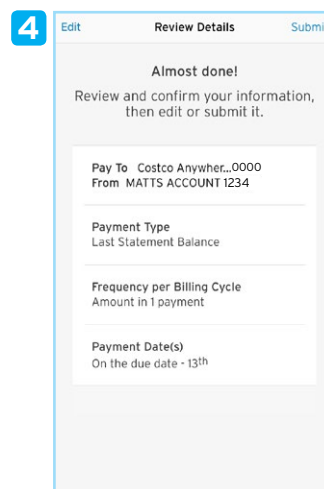 4
Edit Review Details Submi
Almost done!
Review and confirm your information,
then edit or submit it.
Pay To Costco Anywher...0000
From MATTS ACCOUNT 1234
Payment Type
Last Statement Balance
Frequency per Billing Cycle
Amount in 1 payment
Payment Date(s)
On the due date - 13th